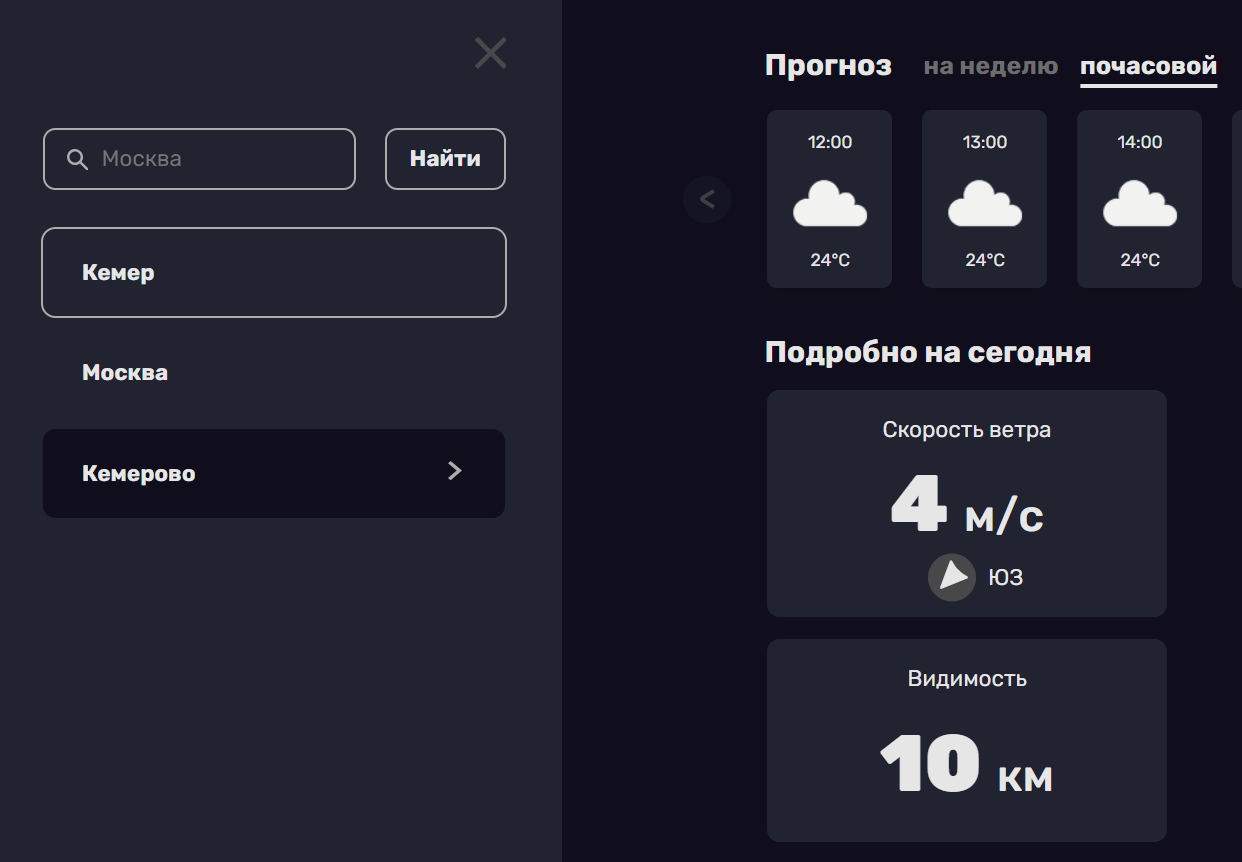 Москва
Найти
Кемер
Москва
Кемерово
Прогноз на неделю почасовой
12:00 13:00 14:00
24°C 24°C 24°C
Подробно на сегодня
Скорость ветра
4 м/с
ЮЗ
Видимость
10 км